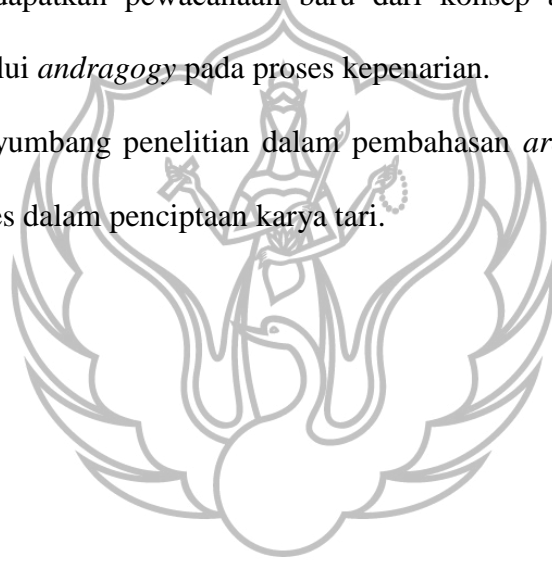 dapatkan pewacanaan baru dari konsep
lui andragogy pada proses kepenarian.
yumbang penelitian dalam pembahasan ar
es dalam penciptaan karya tari.